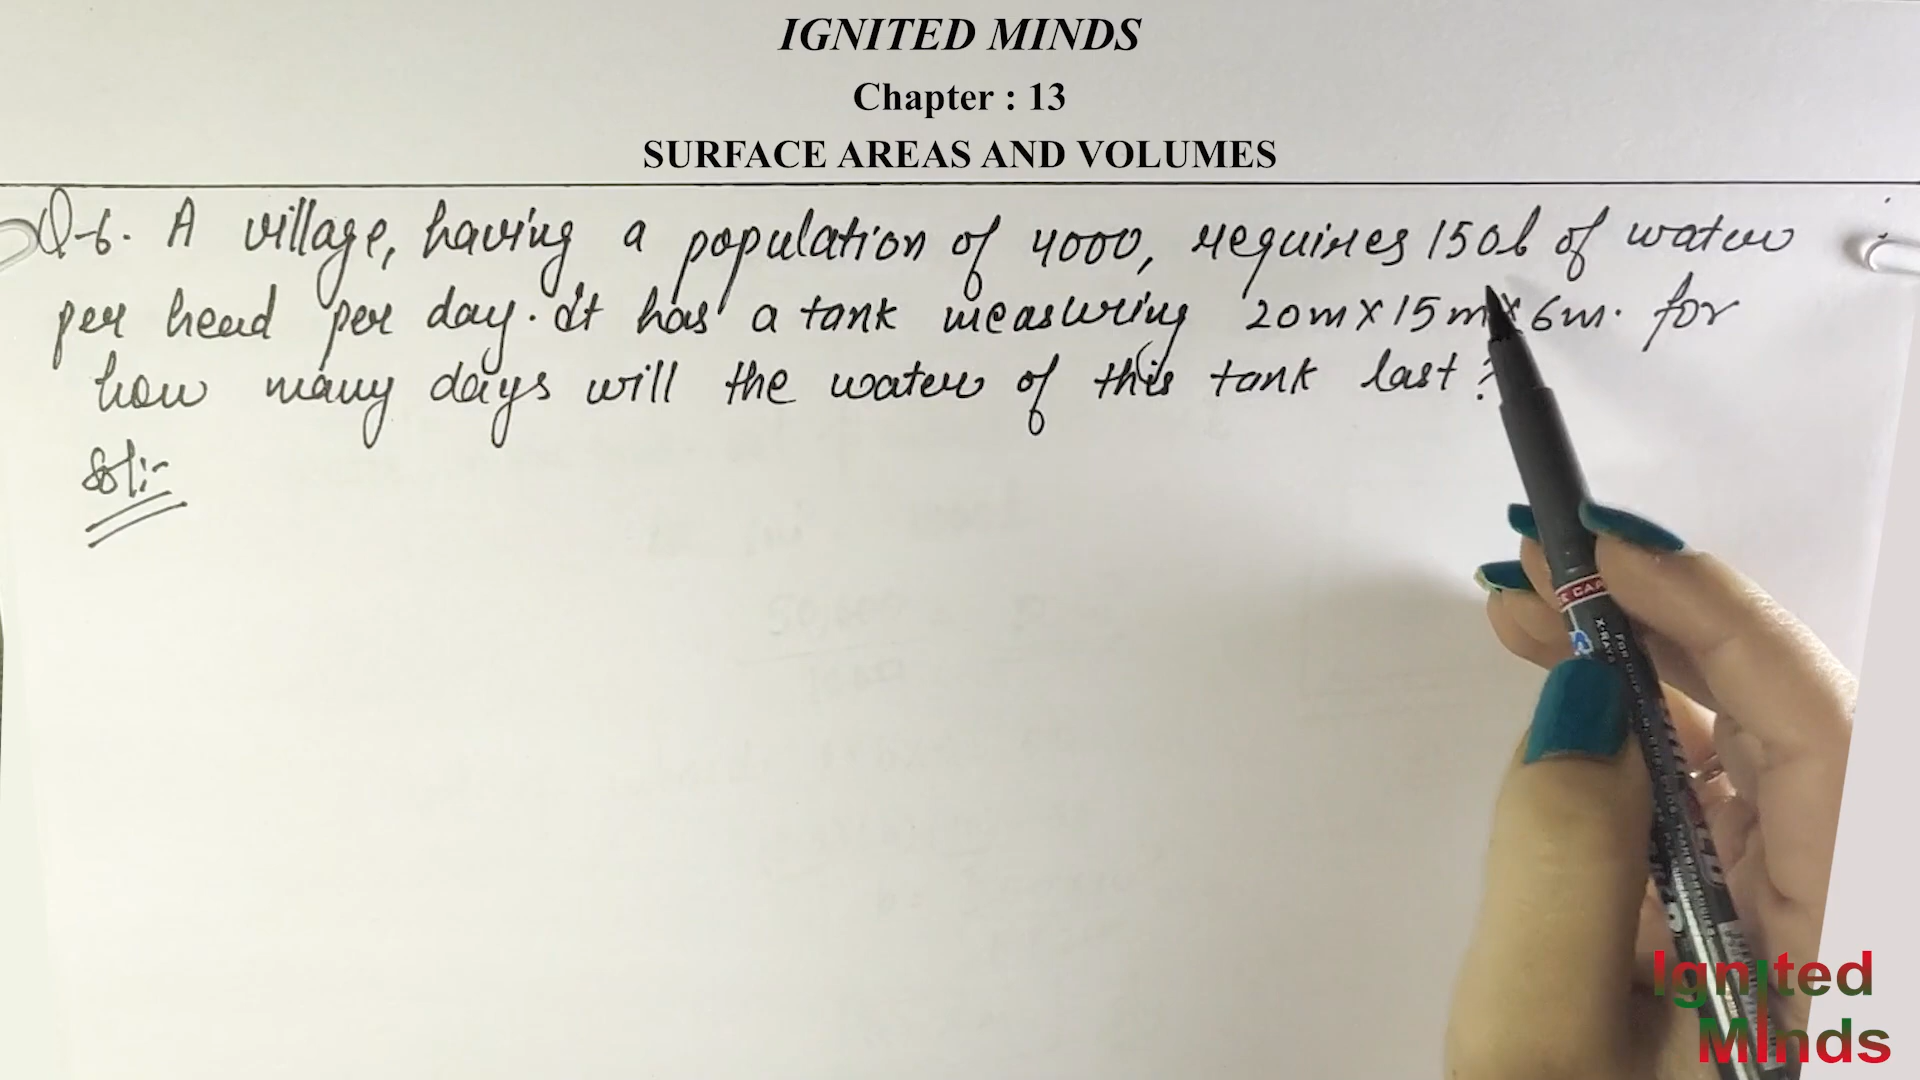 IGNITED MINDS
Chapter : 13
SURFACE AREAS AND VOLUMES
Q-6. A village, having a population of 4000, requires 150l of water
per head per day. It has a tank measuring 20m×15m×6m. for
how many days will the water of this tank last?
Sol:-
Ignited
Minds